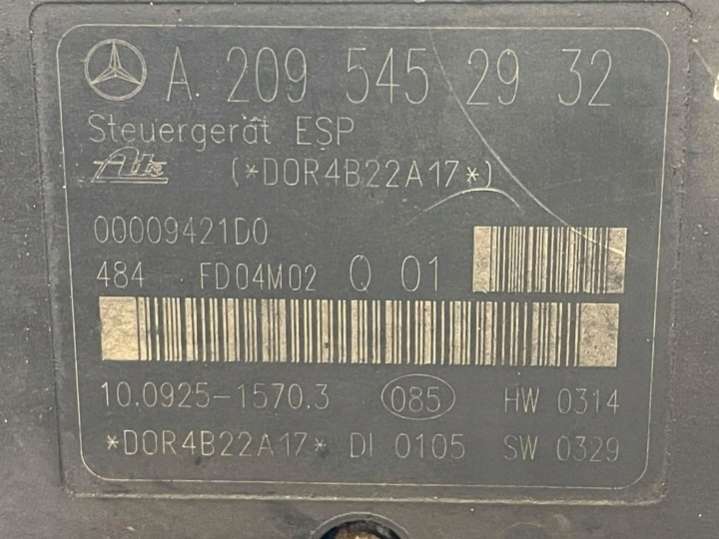 A 209 545 29 32
Steuergerät ESP
Ate (*D0R4B22A17*)
00009421D0
484 FD04M02 Q 01
10.0925-1570.3 085 HW 0314
*D0R4B22A17* DI 0105 SW 0329